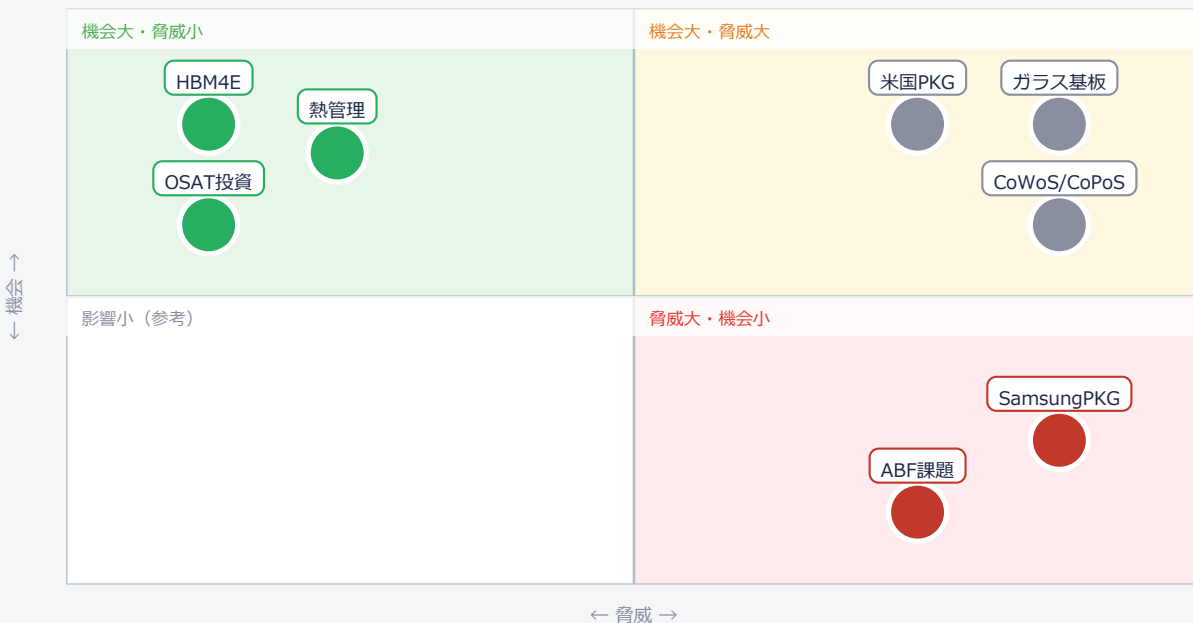 機会大・脅威小
機会大・脅威大
HBM4E
熱管理
米国PKG
ガラス基板
OSAT投資
CoWoS/CoPoS
← 機会 →
影響小（参考）
脅威大・機会小
SamsungPKG
ABF課題
← 脅威 →